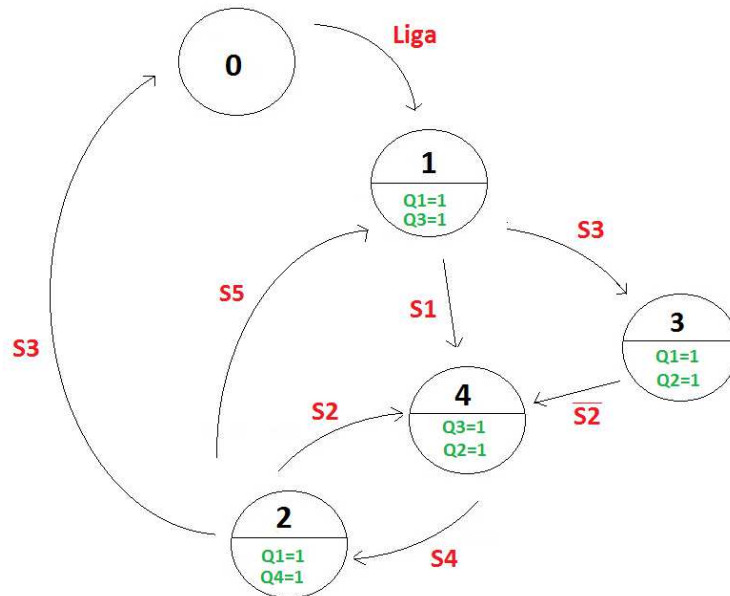 Liga
0
1
Q1=1
Q3=1
S3
S5
S1
3
Q1=1
Q2=1
S3
4
Q3=1
Q2=1
S2
S̅2̅
2
Q1=1
Q4=1
S4